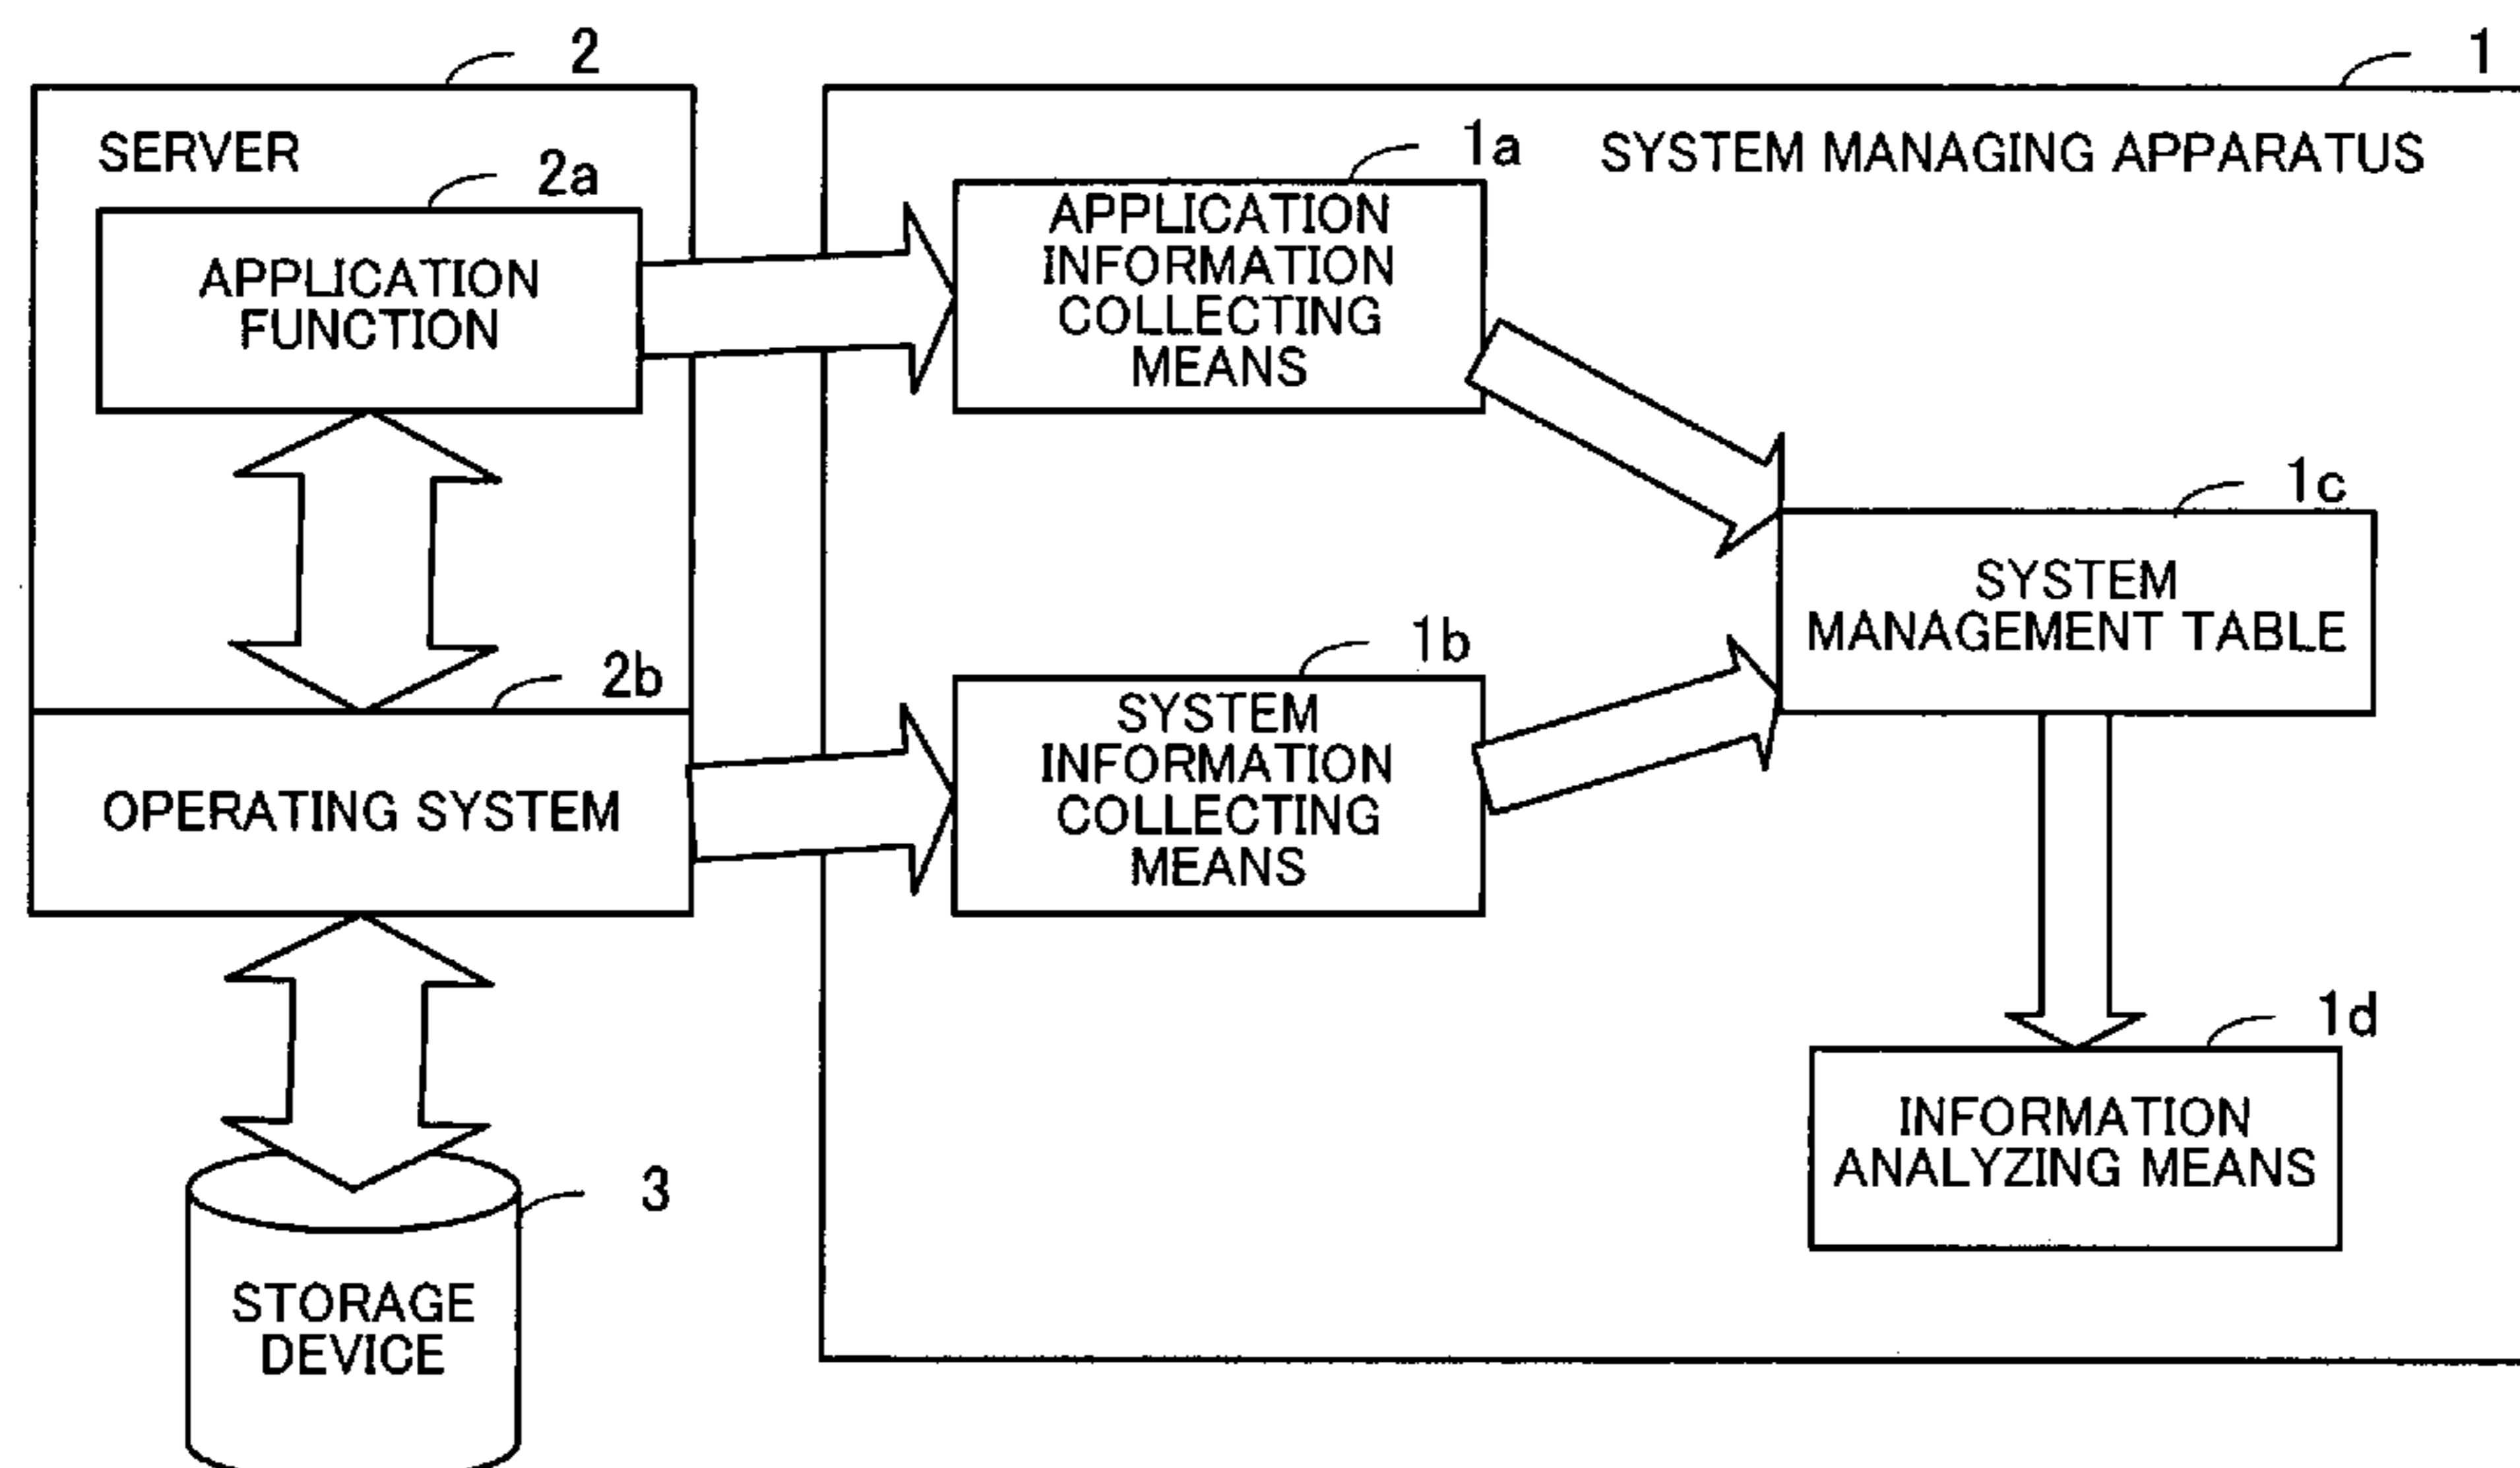 2
1
SERVER
2a
1a
SYSTEM MANAGING APPARATUS
APPLICATION
FUNCTION
APPLICATION
INFORMATION
COLLECTING
MEANS
1c
SYSTEM
MANAGEMENT TABLE
2b
1b
OPERATING SYSTEM
SYSTEM
INFORMATION
COLLECTING
MEANS
1d
INFORMATION
ANALYZING MEANS
3
STORAGE
DEVICE